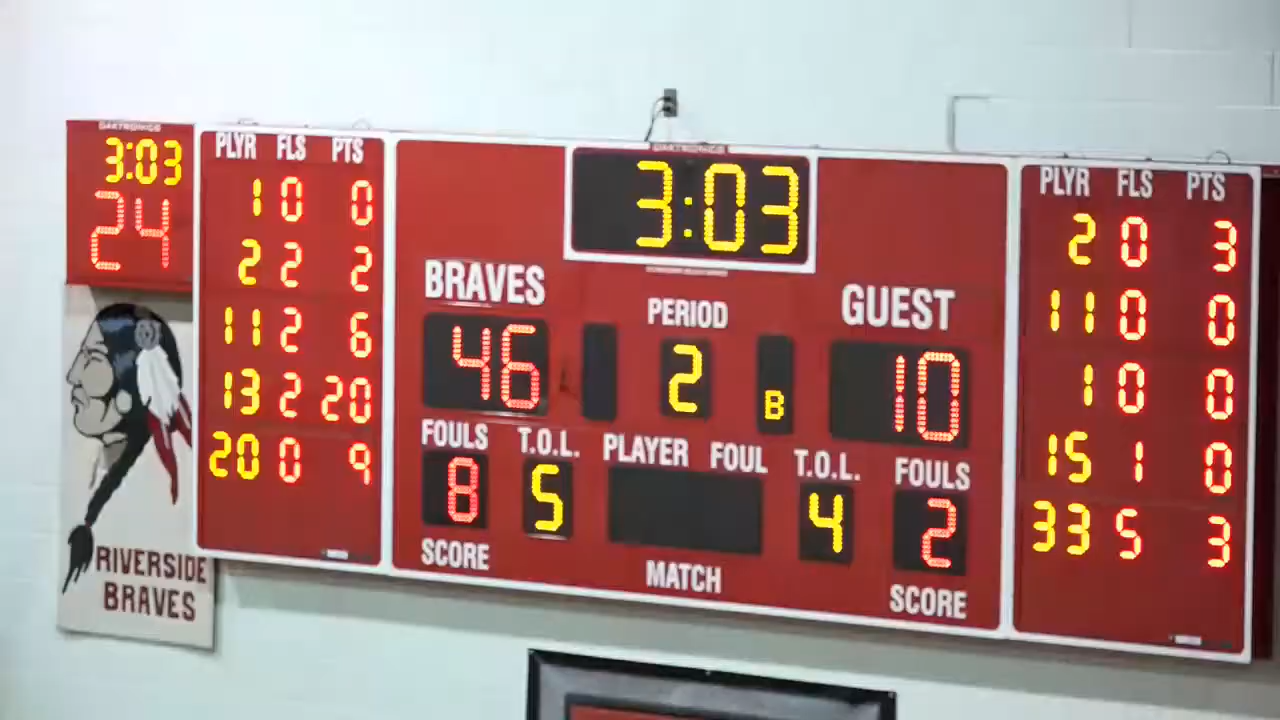 DAKTRONICS
3:03
24
PLYR FLS PTS
1 0 0
2 2 2
11 2 6
13 2 20
20 0 9
RIVERSIDE
BRAVES
DAKTRONICS
3:03
BRAVES PERIOD GUEST
46 2 B 10
FOULS T.O.L. PLAYER FOUL T.O.L. FOULS
8 5 4 2
SCORE MATCH SCORE
PLYR FLS PTS
2 0 3
11 0 0
1 0 0
15 1 0
33 5 3